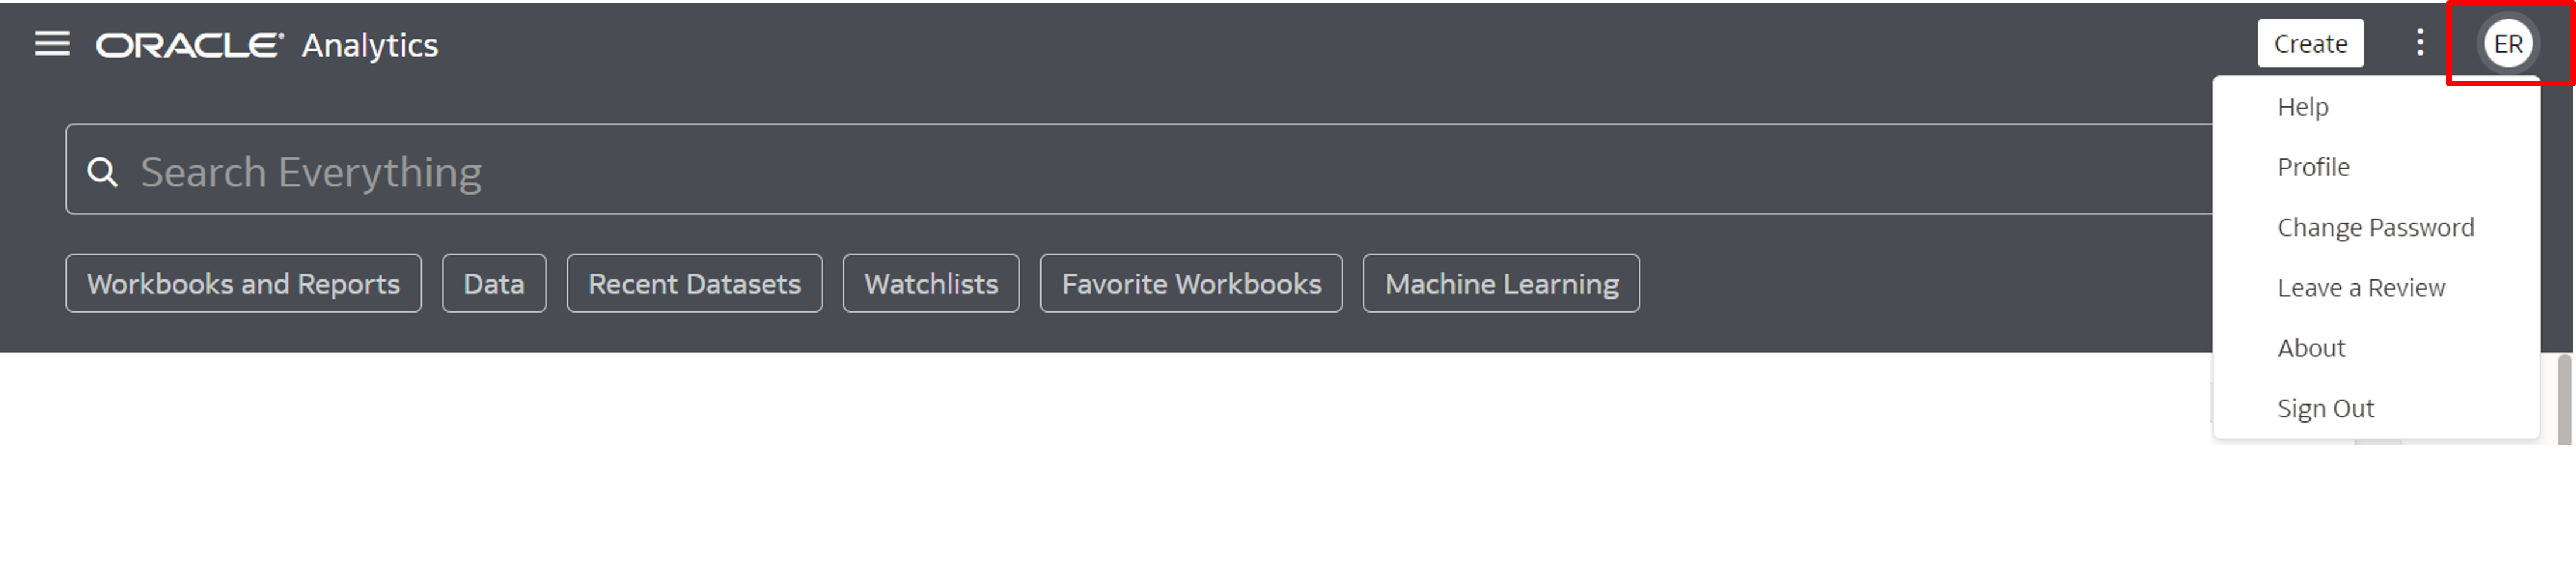 ORACLE Analytics
Create
ER
Help
Profile
Change Password
Leave a Review
About
Sign Out
Search Everything
Workbooks and Reports
Data
Recent Datasets
Watchlists
Favorite Workbooks
Machine Learning